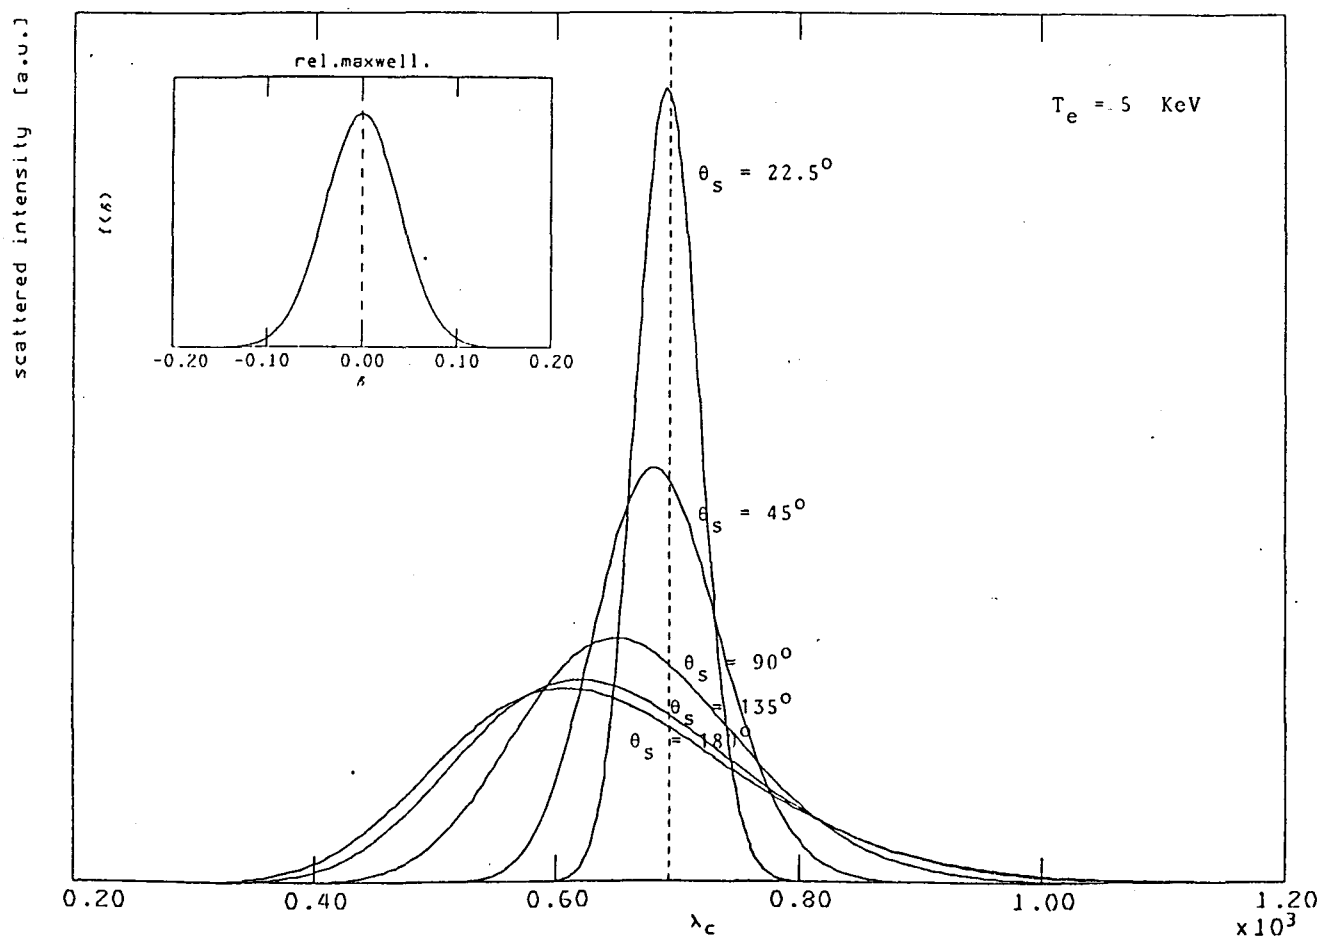 scattered intensity [a.u.]
rel.maxwell.
f(β)
-0.20 -0.10 0.00 0.10 0.20
β
T_e = 5 KeV
θ_s = 22.5°
θ_s = 45°
θ_s = 90°
θ_s = 135°
θ_s = 180°
0.20 0.40 0.60 0.80 1.00 1.20
λ_c
x10³